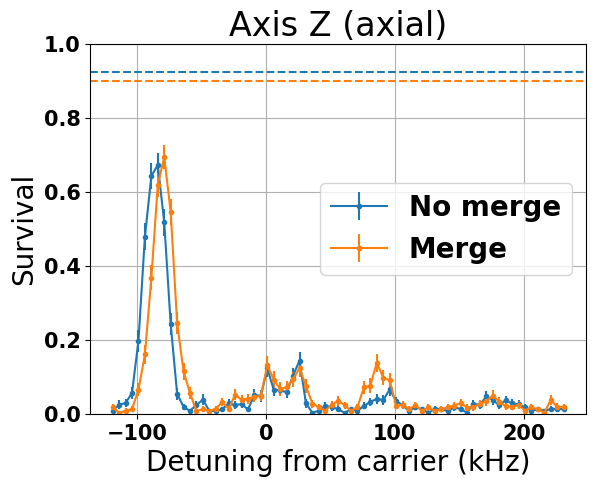 Axis Z (axial)
1.0
0.8
0.6
0.4
0.2
0.0
Survival
No merge
Merge
−100
0
100
200
Detuning from carrier (kHz)